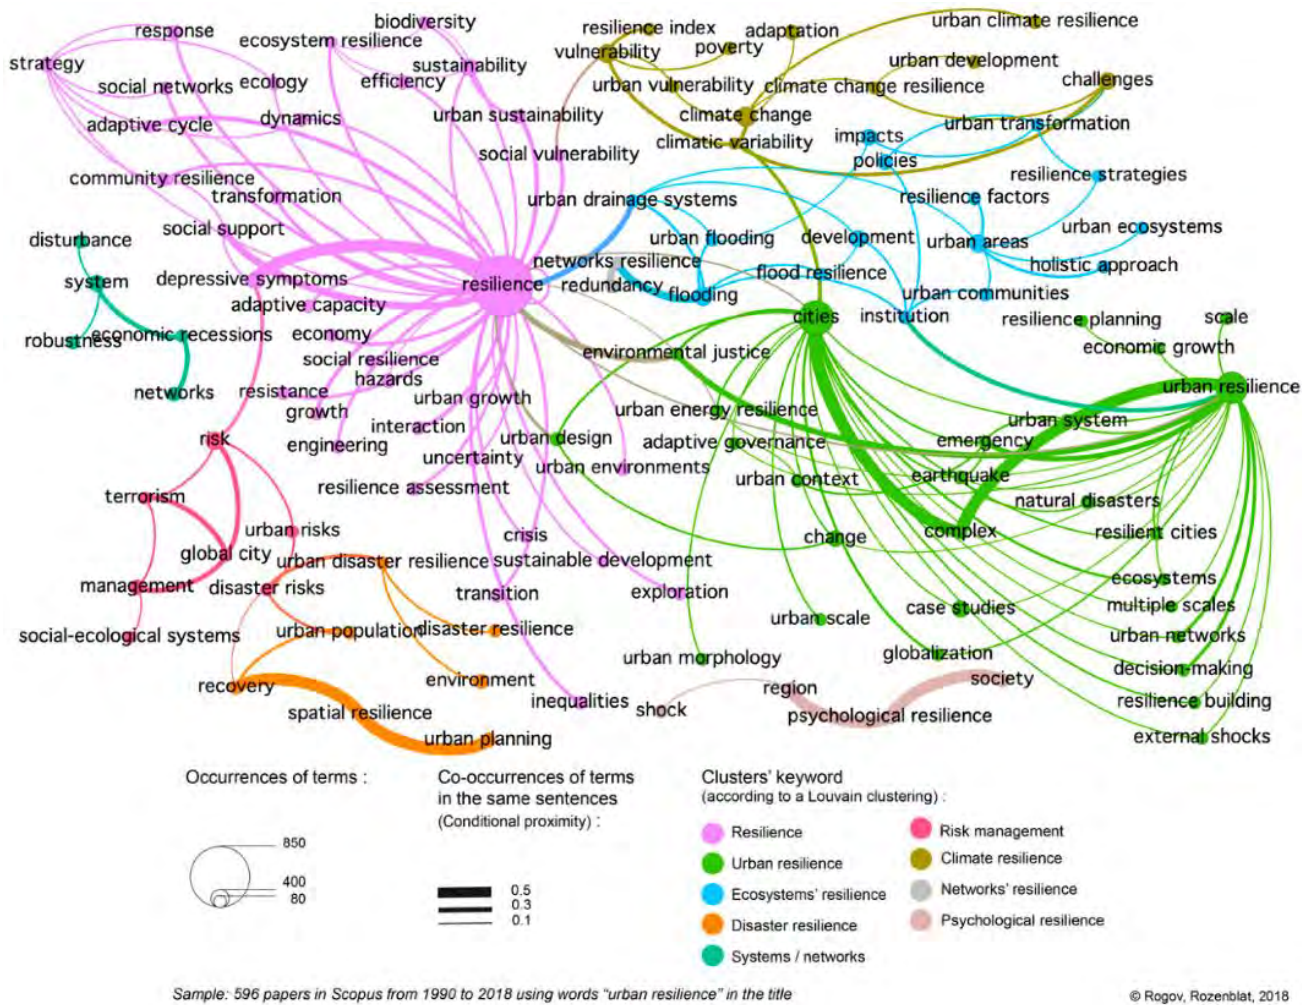 biodiversity
resilience index
adaptation
urban climate resilience
response
ecosystem resilience
vulnerability
poverty
strategy
sustainability
urban development
social networks
ecology
efficiency
urban vulnerability
climate change resilience
challenges
adaptive cycle
dynamics
urban sustainability
climate change
impacts
urban transformation
social vulnerability
climatic variability
policies
community resilience
transformation
urban drainage systems
resilience factors
resilience strategies
social support
disturbance
urban flooding
development
urban areas
urban ecosystems
networks resilience
holistic approach
system
depressive symptoms
resilience
redundancy
flood resilience
flooding
urban communities
adaptive capacity
cities
institution
resilience planning
scale
robustness
economic recessions
economy
environmental justice
economic growth
social resilience
hazards
urban resilience
networks
resistance
growth
urban growth
urban energy resilience
urban system
interaction
risk
engineering
urban design
adaptive governance
emergency
uncertainty
urban environments
urban context
earthquake
terrorism
resilience assessment
natural disasters
urban risks
crisis
change
complex
resilient cities
global city
urban disaster resilience
sustainable development
management
disaster risks
transition
exploration
ecosystems
social-ecological systems
urban population
disaster resilience
urban scale
case studies
multiple scales
urban networks
urban morphology
globalization
recovery
environment
decision-making
inequalities
shock
region
society
spatial resilience
psychological resilience
resilience building
urban planning
external shocks
Occurrences of terms :
850
400
80
Co-occurrences of terms
in the same sentences
(Conditional proximity) :
0.5
0.3
0.1
Clusters' keyword
(according to a Louvain clustering) :
Resilience
Urban resilience
Ecosystems' resilience
Disaster resilience
Systems / networks
Risk management
Climate resilience
Networks' resilience
Psychological resilience
Sample: 596 papers in Scopus from 1990 to 2018 using words "urban resilience" in the title
© Rogov, Rozenblat, 2018